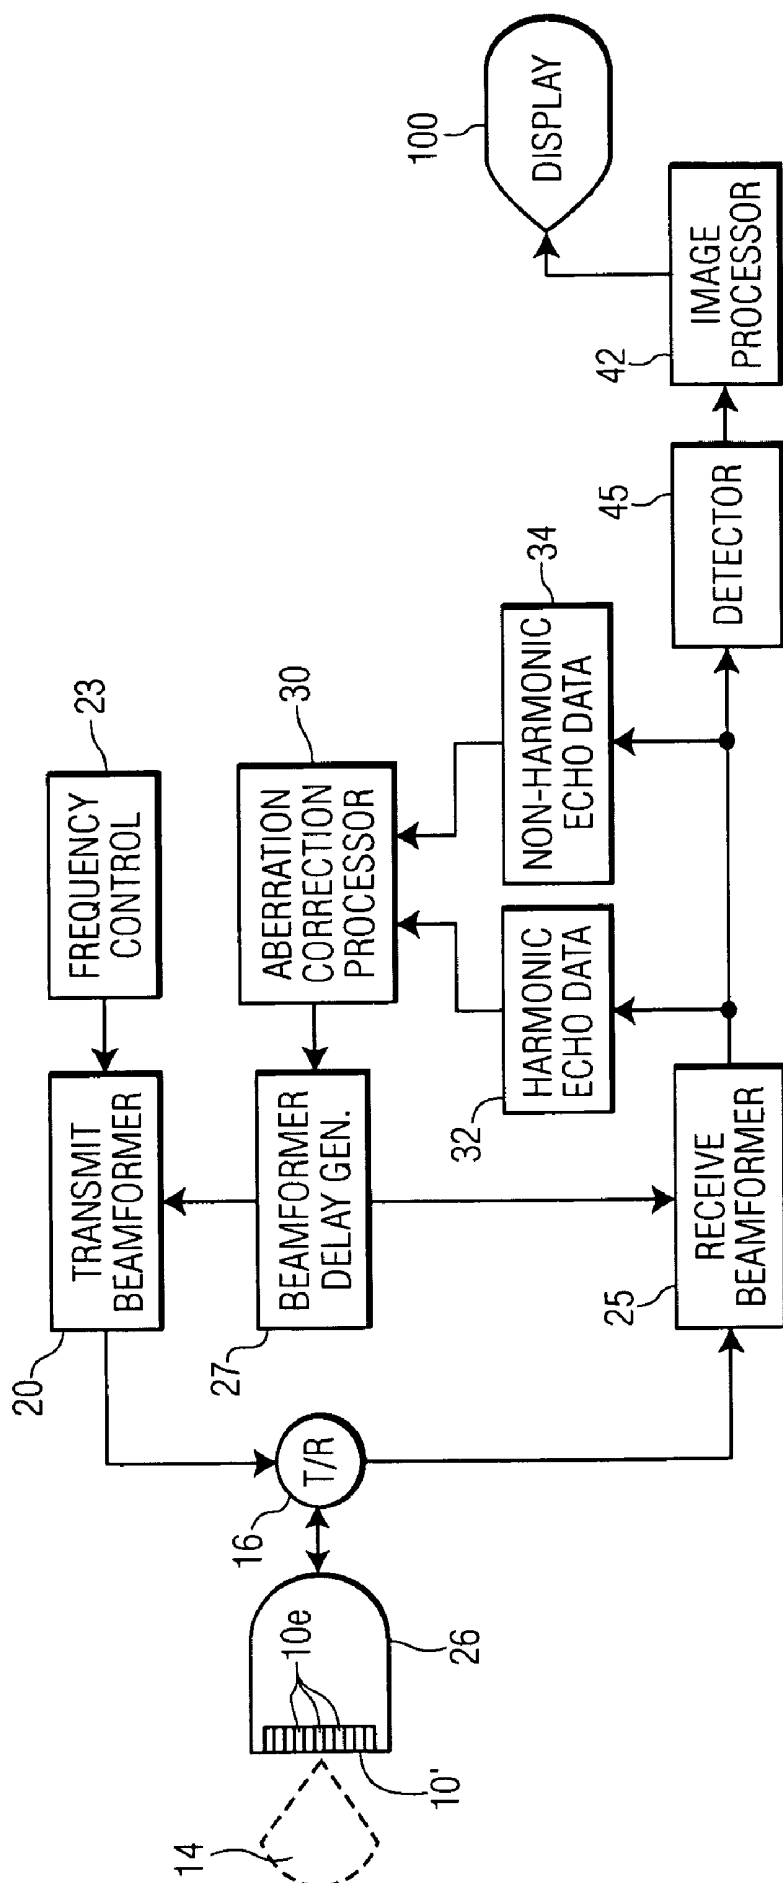 20
TRANSMIT
BEAMFORMER
FREQUENCY
CONTROL
23
27
BEAMFORMER
DELAY GEN.
ABERRATION
CORRECTION
PROCESSOR
30
14
10'
10e
26
16
T/R
32
HARMONIC
ECHO DATA
NON-HARMONIC
ECHO DATA
34
25
RECEIVE
BEAMFORMER
45
DETECTOR
42
IMAGE
PROCESSOR
100
DISPLAY